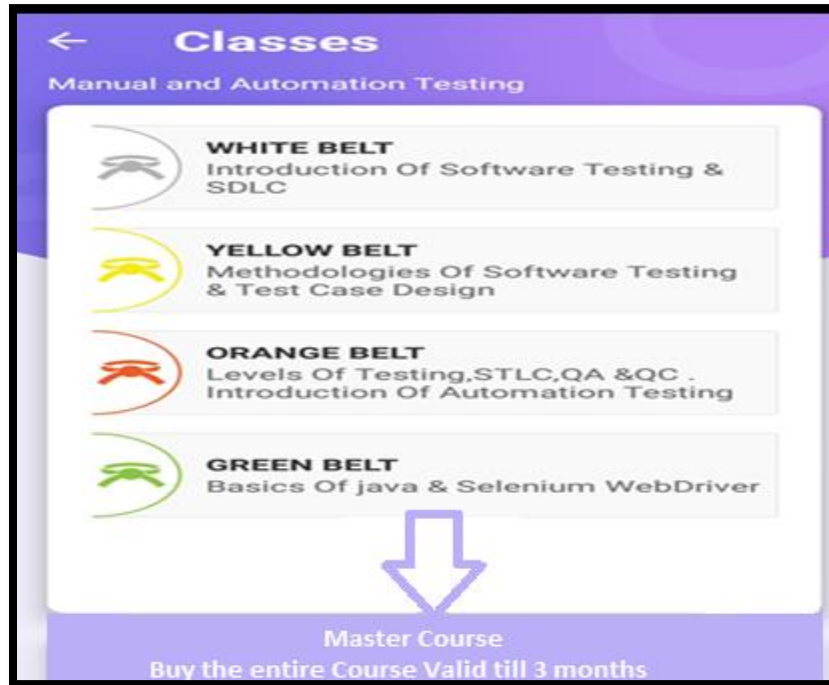 Classes
Manual and Automation Testing
WHITE BELT
Introduction Of Software Testing &
SDLC
YELLOW BELT
Methodologies Of Software Testing
& Test Case Design
ORANGE BELT
Levels Of Testing,STLC,QA &QC .
Introduction Of Automation Testing
GREEN BELT
Basics Of java & Selenium WebDriver
Master Course
Buy the entire Course Valid till 3 months